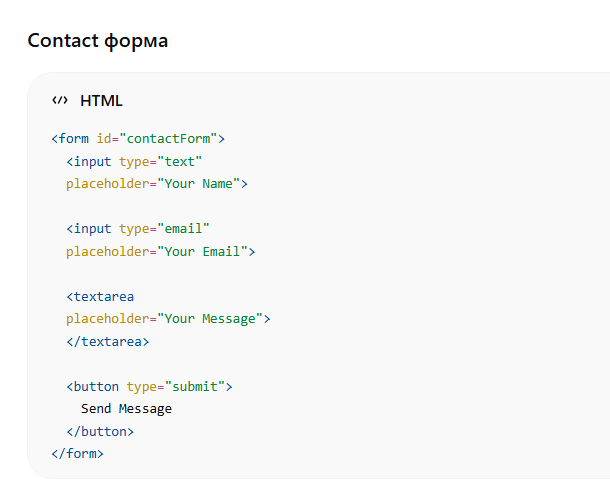 Contact форма
HTML
<form id="contactForm">
<input type="text"
placeholder="Your Name">
<input type="email"
placeholder="Your Email">
<textarea
placeholder="Your Message">
</textarea>
<button type="submit">
Send Message
</button>
</form>